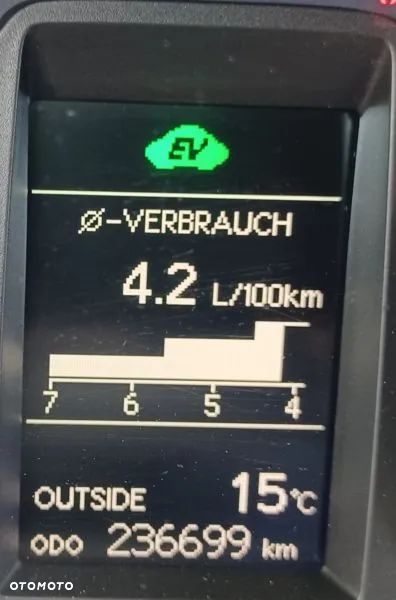 EV
ø-VERBRAUCH
4.2 L/100km
7 6 5 4
OUTSIDE 15°C
ODO 236699 km
OTOMOTO